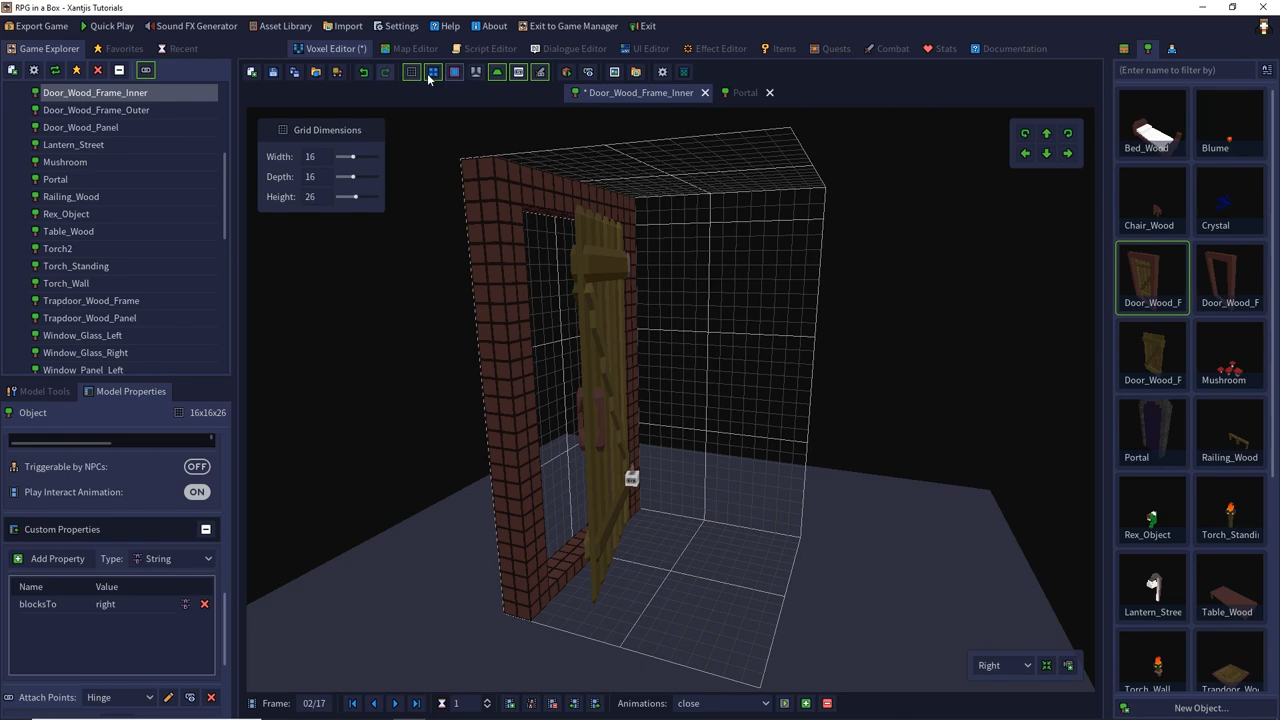 RPG in a Box - Xantjis Tutorials
Export Game Quick Play Sound FX Generator Asset Library Import Settings Help About Exit to Game Manager Exit
Game Explorer Favorites Recent Voxel Editor (*) Map Editor Script Editor Dialogue Editor UI Editor Effect Editor Items Quests Combat Stats Documentation
* Door_Wood_Frame_Inner Portal
Enter name to filter...
Door_Wood_Frame_Inner
Door_Wood_Frame_Outer
Door_Wood_Panel
Lantern_Street
Mushroom
Portal
Railing_Wood
Rex_Object
Table_Wood
Torch2
Torch_Standing
Torch_Wall
Trapdoor_Wood_Frame
Trapdoor_Wood_Panel
Window_Glass_Left
Window_Glass_Right
Window_Panel_Left
Model Tools Model Properties
Object 16x16x26
Triggerable by NPCs: OFF
Play Interact Animation: ON
Custom Properties
Add Property Type: String
Name Value
blocksTo right
Attach Points: Hinge
Grid Dimensions
Width: 16
Depth: 16
Height: 26
Right
Frame: 02/17 1 Animations: close
Bed_Wood Blume
Chair_Wood Crystal
Door_Wood_F Door_Wood_F
Door_Wood_F Mushroom
Portal Railing_Wood
Rex_Object Torch_Standi
Lantern_Stree Table_Wood
Torch_Wall Trapdoor_Woo
New Object...